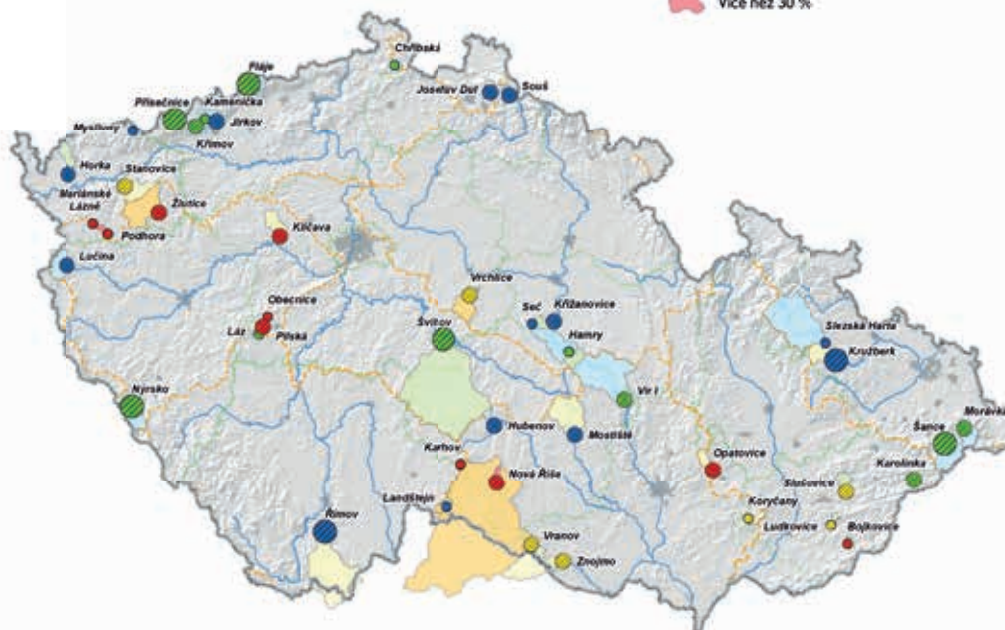 Více než 30 %
Chřibská
Fláje
Josefův Důl
Souš
Přísečnice
Kamenička
Jirkov
Křímov
Myslivny
Horka
Stanovice
Mariánské
Lázně
Žlutice
Podhora
Klíčava
Lučina
Vrchlice
Obecnice
Seč
Křižanovice
Láz
Pilská
Švihov
Hamry
Slezská Harta
Kružberk
Nýrsko
Vír I
Hubenov
Mostiště
Morávka
Šance
Karhov
Opatovice
Karolinka
Nová Říše
Slušovice
Landštejn
Koryčany
Římov
Ludkovice
Bojkovice
Vranov
Znojmo